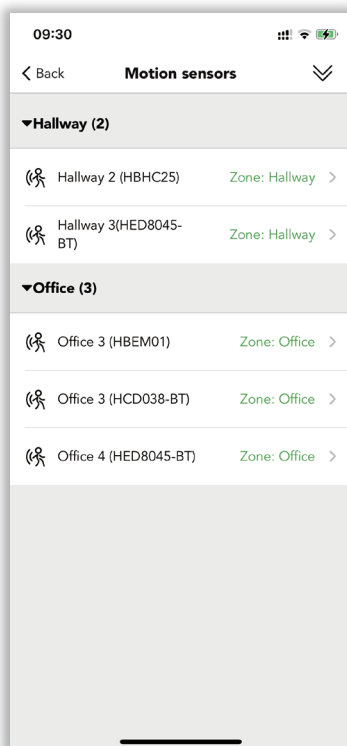 09:30
Back Motion sensors
Hallway (2)
Hallway 2 (HBHC25) Zone: Hallway
Hallway 3(HED8045-
BT) Zone: Hallway
Office (3)
Office 3 (HBEM01) Zone: Office
Office 3 (HCD038-BT) Zone: Office
Office 4 (HED8045-BT) Zone: Office